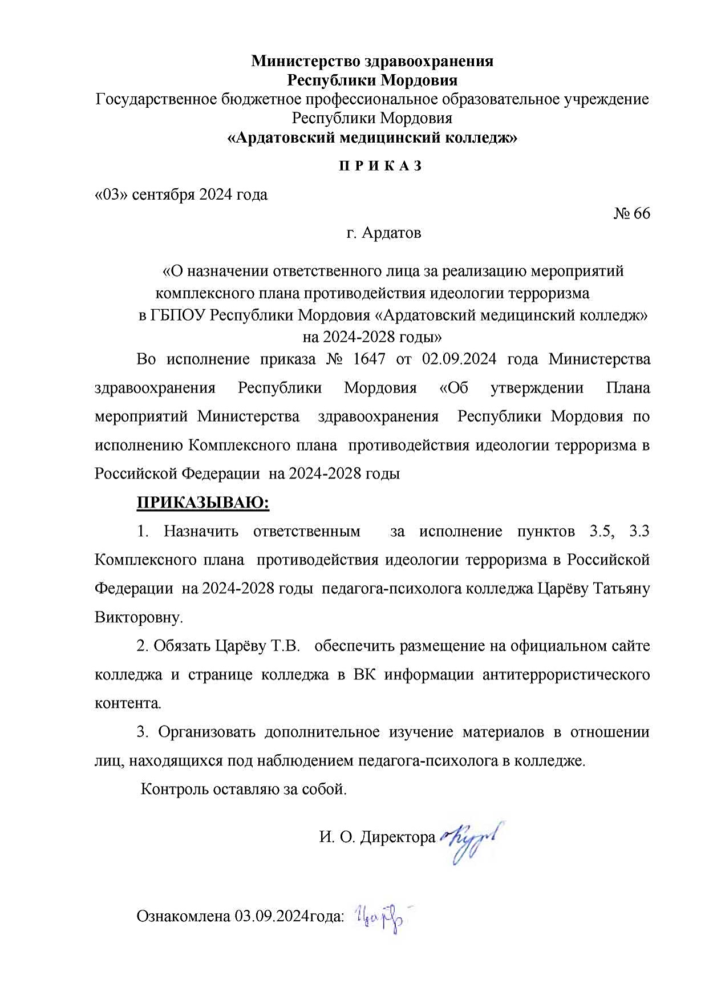 Министерство здравоохранения
Республики Мордовия
Государственное бюджетное профессиональное образовательное учреждение
Республики Мордовия
«Ардатовский медицинский колледж»
П Р И К А З
«03» сентября 2024 года
№ 66
г. Ардатов
«О назначении ответственного лица за реализацию мероприятий
комплексного плана противодействия идеологии терроризма
в ГБПОУ Республики Мордовия «Ардатовский медицинский колледж»
на 2024-2028 годы»
Во исполнение приказа № 1647 от 02.09.2024 года Министерства
здравоохранения Республики Мордовия «Об утверждении Плана
мероприятий Министерства здравоохранения Республики Мордовия по
исполнению Комплексного плана противодействия идеологии терроризма в
Российской Федерации на 2024-2028 годы
ПРИКАЗЫВАЮ:
1. Назначить ответственным за исполнение пунктов 3.5, 3.3
Комплексного плана противодействия идеологии терроризма в Российской
Федерации на 2024-2028 годы педагога-психолога колледжа Царёву Татьяну
Викторовну.
2. Обязать Царёву Т.В. обеспечить размещение на официальном сайте
колледжа и странице колледжа в ВК информации антитеррористического
контента.
3. Организовать дополнительное изучение материалов в отношении
лиц, находящихся под наблюдением педагога-психолога в колледже.
Контроль оставляю за собой.
И. О. Директора
Ознакомлена 03.09.2024года: